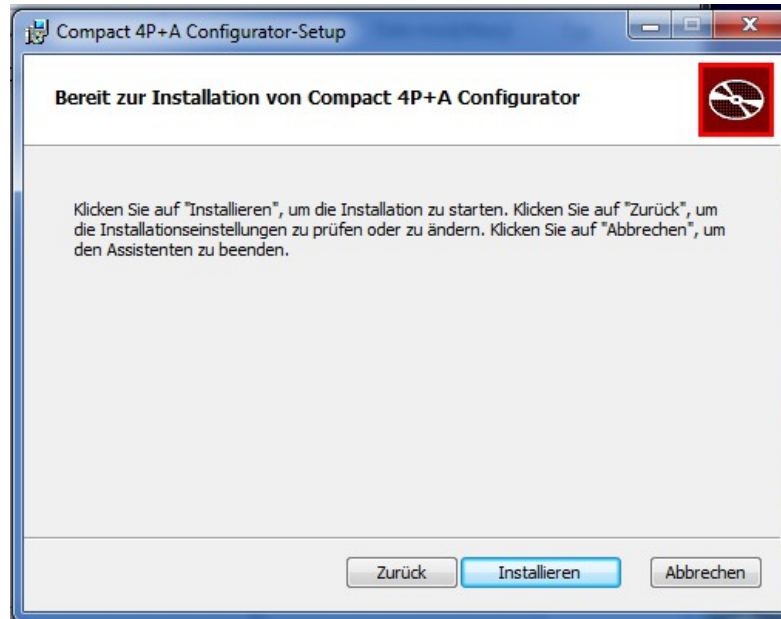 Compact 4P+A Configurator-Setup
Bereit zur Installation von Compact 4P+A Configurator
Klicken Sie auf "Installieren", um die Installation zu starten. Klicken Sie auf "Zurück", um
die Installationseinstellungen zu prüfen oder zu ändern. Klicken Sie auf "Abbrechen", um
den Assistenten zu beenden.
Zurück Installieren Abbrechen